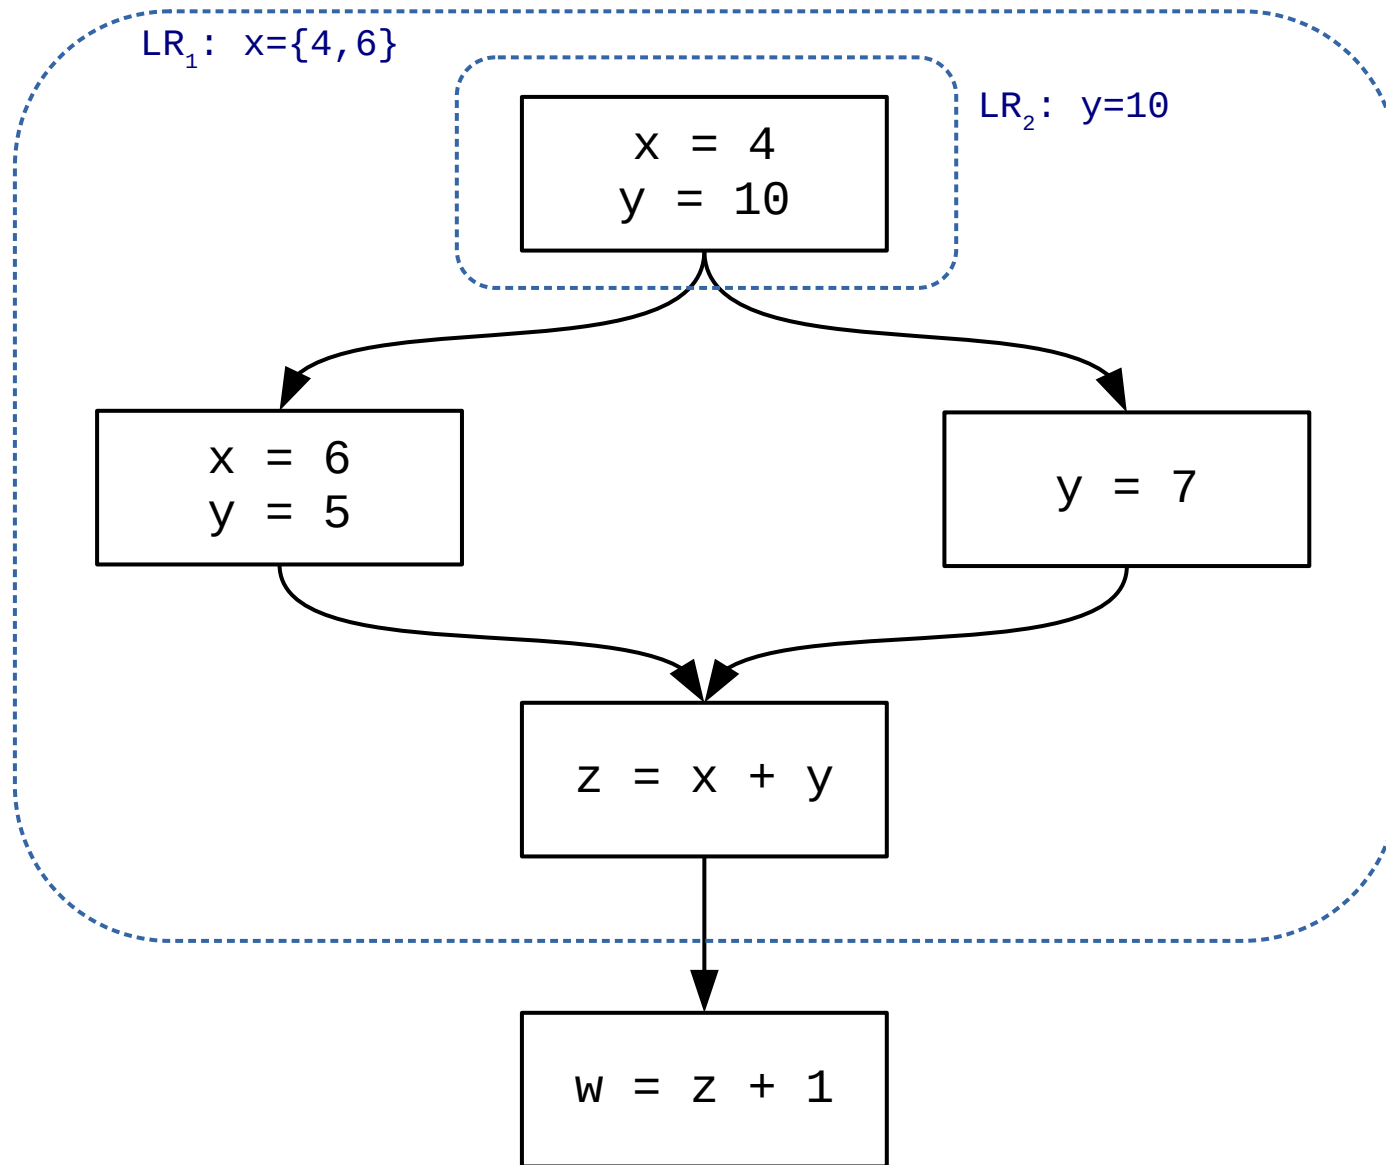 LR₁: x={4,6}
LR₂: y=10
x = 4
y = 10
x = 6
y = 5
y = 7
z = x + y
w = z + 1